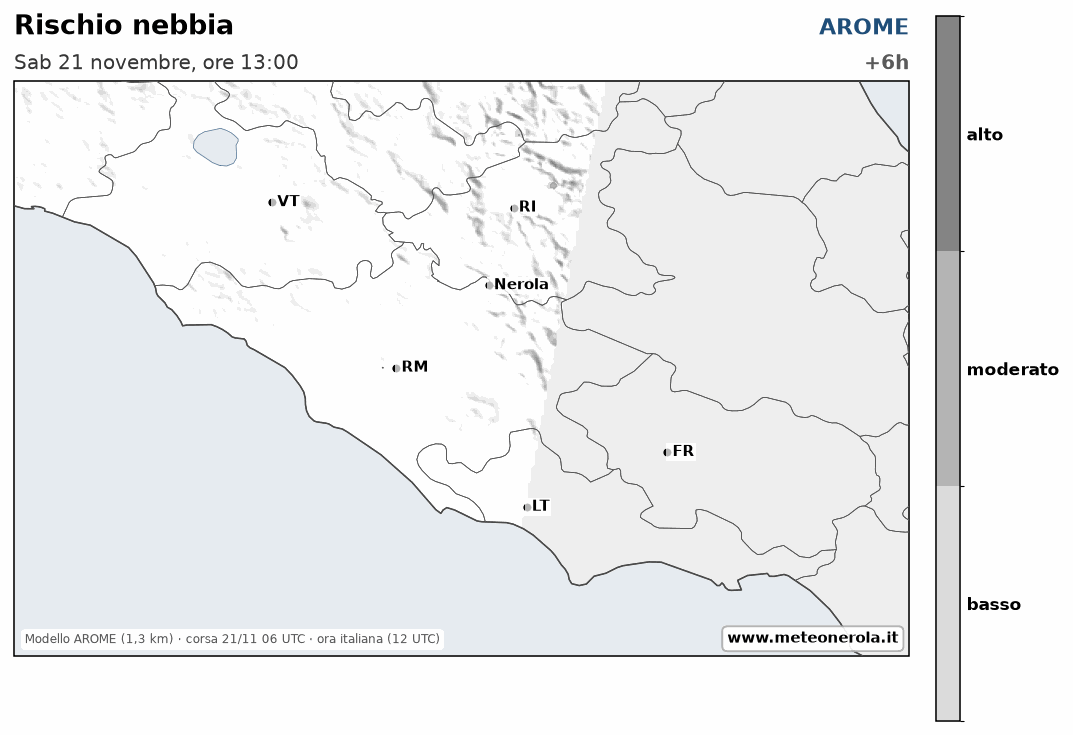 Rischio nebbia
AROME
Sab 21 novembre, ore 13:00
+6h
alto
VT
RI
Nerola
moderato
RM
FR
LT
basso
Modello AROME (1,3 km) · corsa 21/11 06 UTC · ora italiana (12 UTC)
www.meteonerola.it